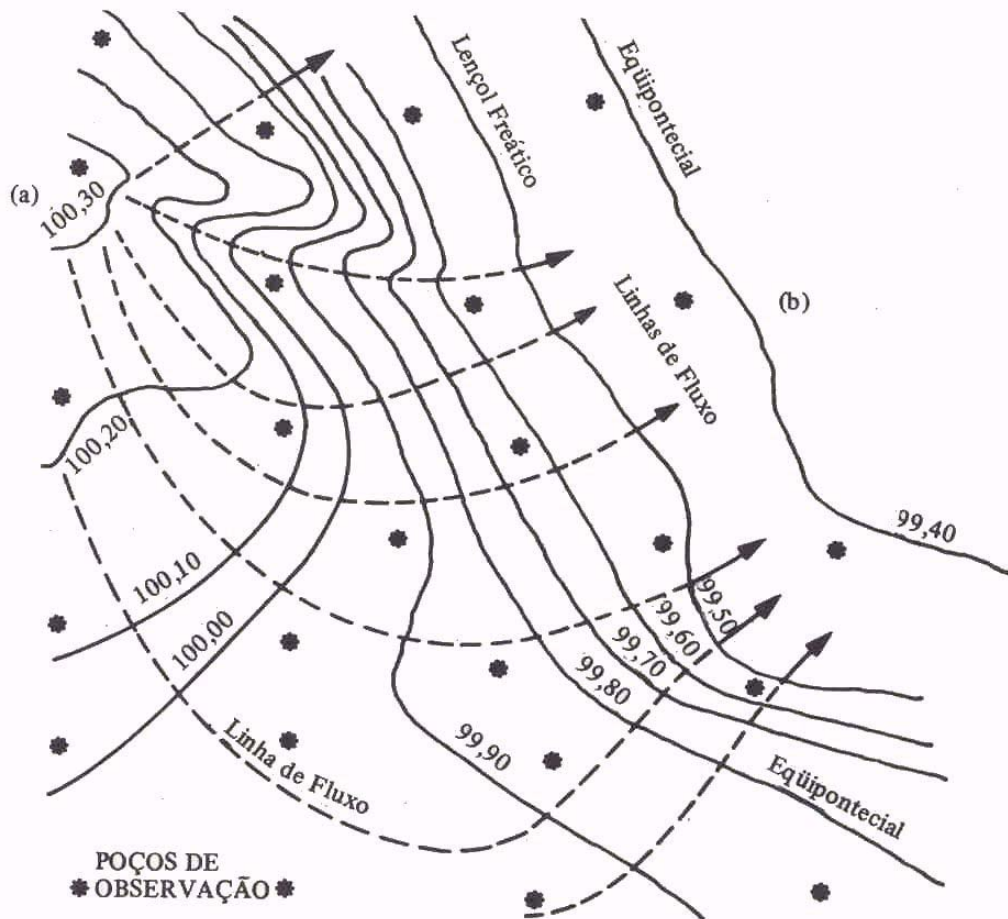 Lençol Freático
Eqüipontecial
(a)
100,30
(b)
Linhas de Fluxo
100,20
99,40
100,10
100,00
99,50
99,60
99,70
99,80
99,90
Linha de Fluxo
Eqüipontecial
POÇOS DE
OBSERVAÇÃO